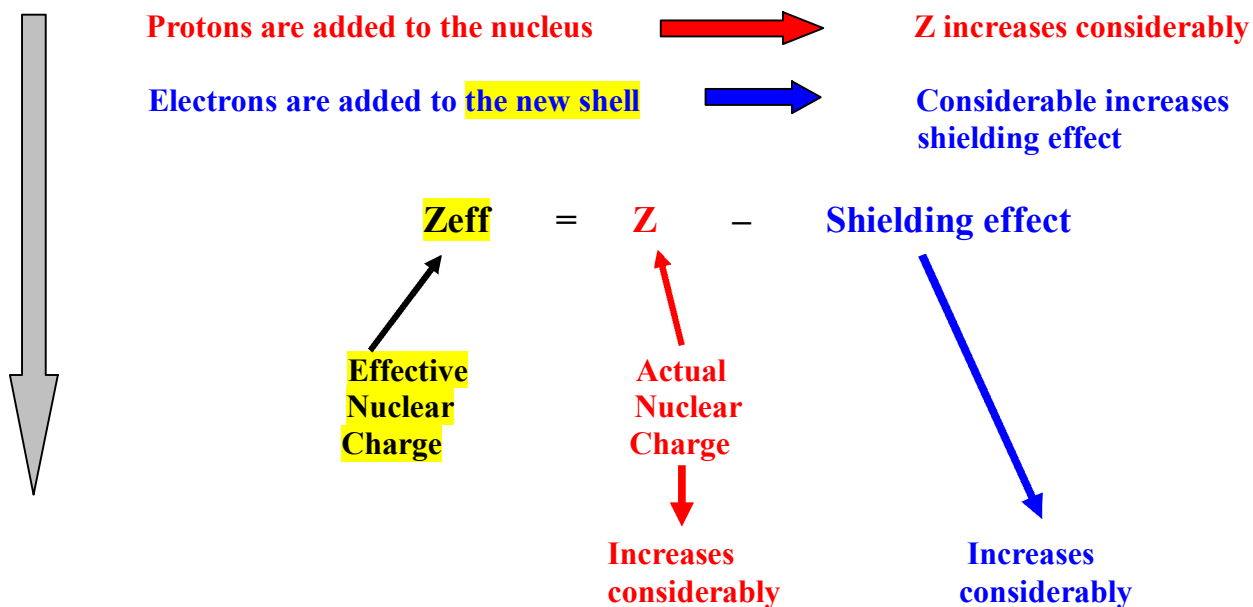 Protons are added to the nucleus Z increases considerably
Electrons are added to the new shell Considerable increases
shielding effect
Zeff = Z – Shielding effect
Effective Actual
Nuclear Nuclear
Charge Charge
Increases Increases
considerably considerably